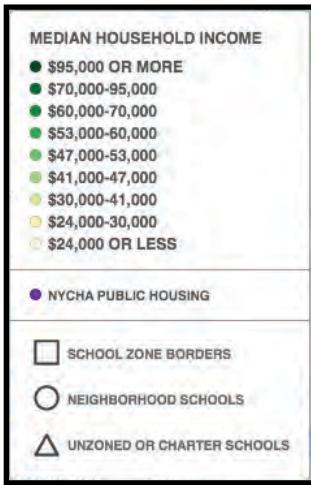 MEDIAN HOUSEHOLD INCOME
$95,000 OR MORE
$70,000-95,000
$60,000-70,000
$53,000-60,000
$47,000-53,000
$41,000-47,000
$30,000-41,000
$24,000-30,000
$24,000 OR LESS
NYCHA PUBLIC HOUSING
SCHOOL ZONE BORDERS
NEIGHBORHOOD SCHOOLS
UNZONED OR CHARTER SCHOOLS